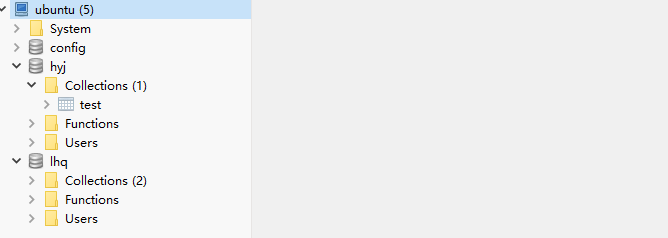 ubuntu (5)
System
config
hyj
Collections (1)
test
Functions
Users
lhq
Collections (2)
Functions
Users